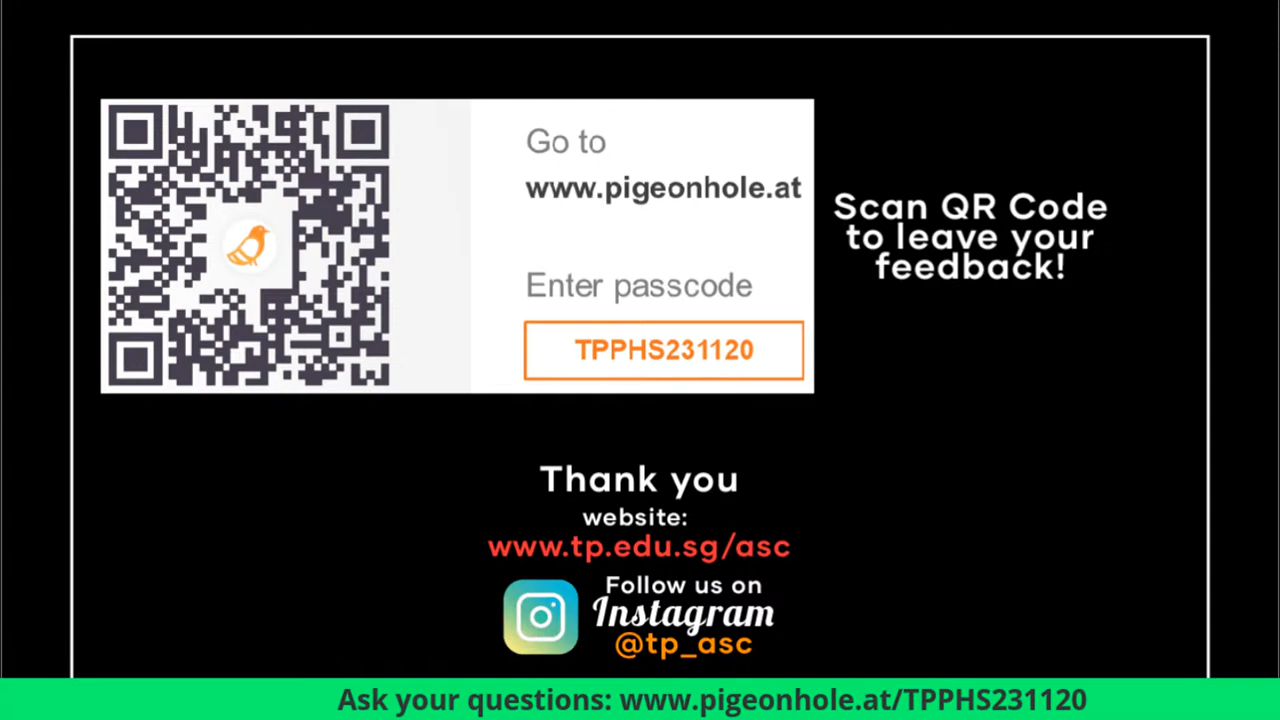 Go to
www.pigeonhole.at
Enter passcode
TPPHS231120
Scan QR Code
to leave your
feedback!
Thank you
website:
www.tp.edu.sg/asc
Follow us on
Instagram
@tp_asc
Ask your questions: www.pigeonhole.at/TPPHS231120